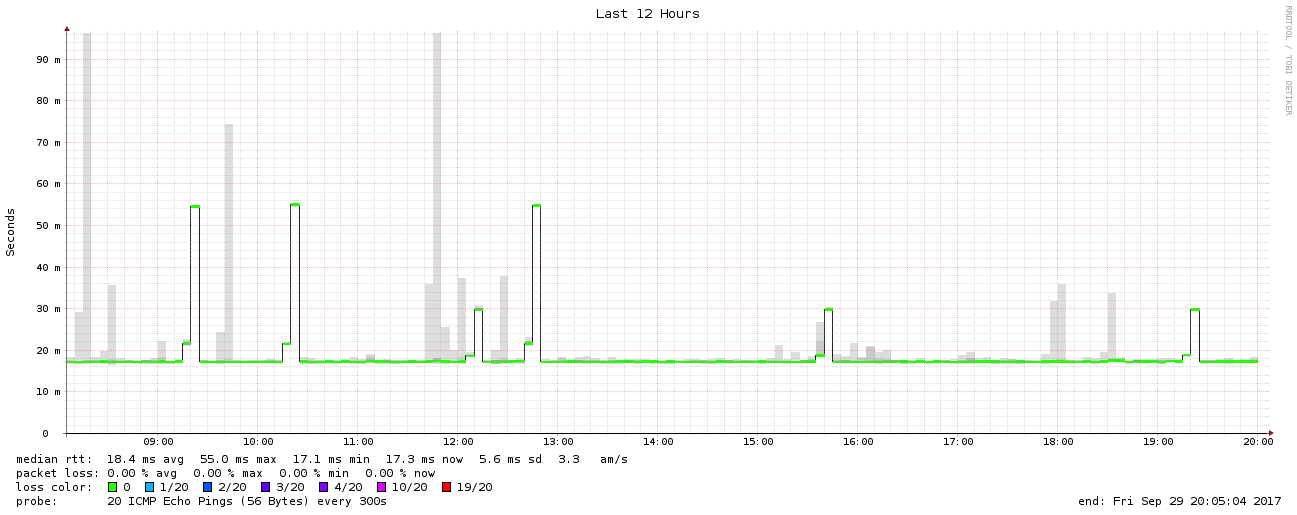 Last 12 Hours
RRDTOOL / TOBI OETIKER
Seconds
90 m
80 m
70 m
60 m
50 m
40 m
30 m
20 m
10 m
0
09:00 10:00 11:00 12:00 13:00 14:00 15:00 16:00 17:00 18:00 19:00 20:00
median rtt: 18.4 ms avg 55.0 ms max 17.1 ms min 17.3 ms now 5.6 ms sd 3.3 am/s
packet loss: 0.00 % avg 0.00 % max 0.00 % min 0.00 % now
loss color: 0 1/20 2/20 3/20 4/20 10/20 19/20
probe: 20 ICMP Echo Pings (56 Bytes) every 300s end: Fri Sep 29 20:05:04 2017